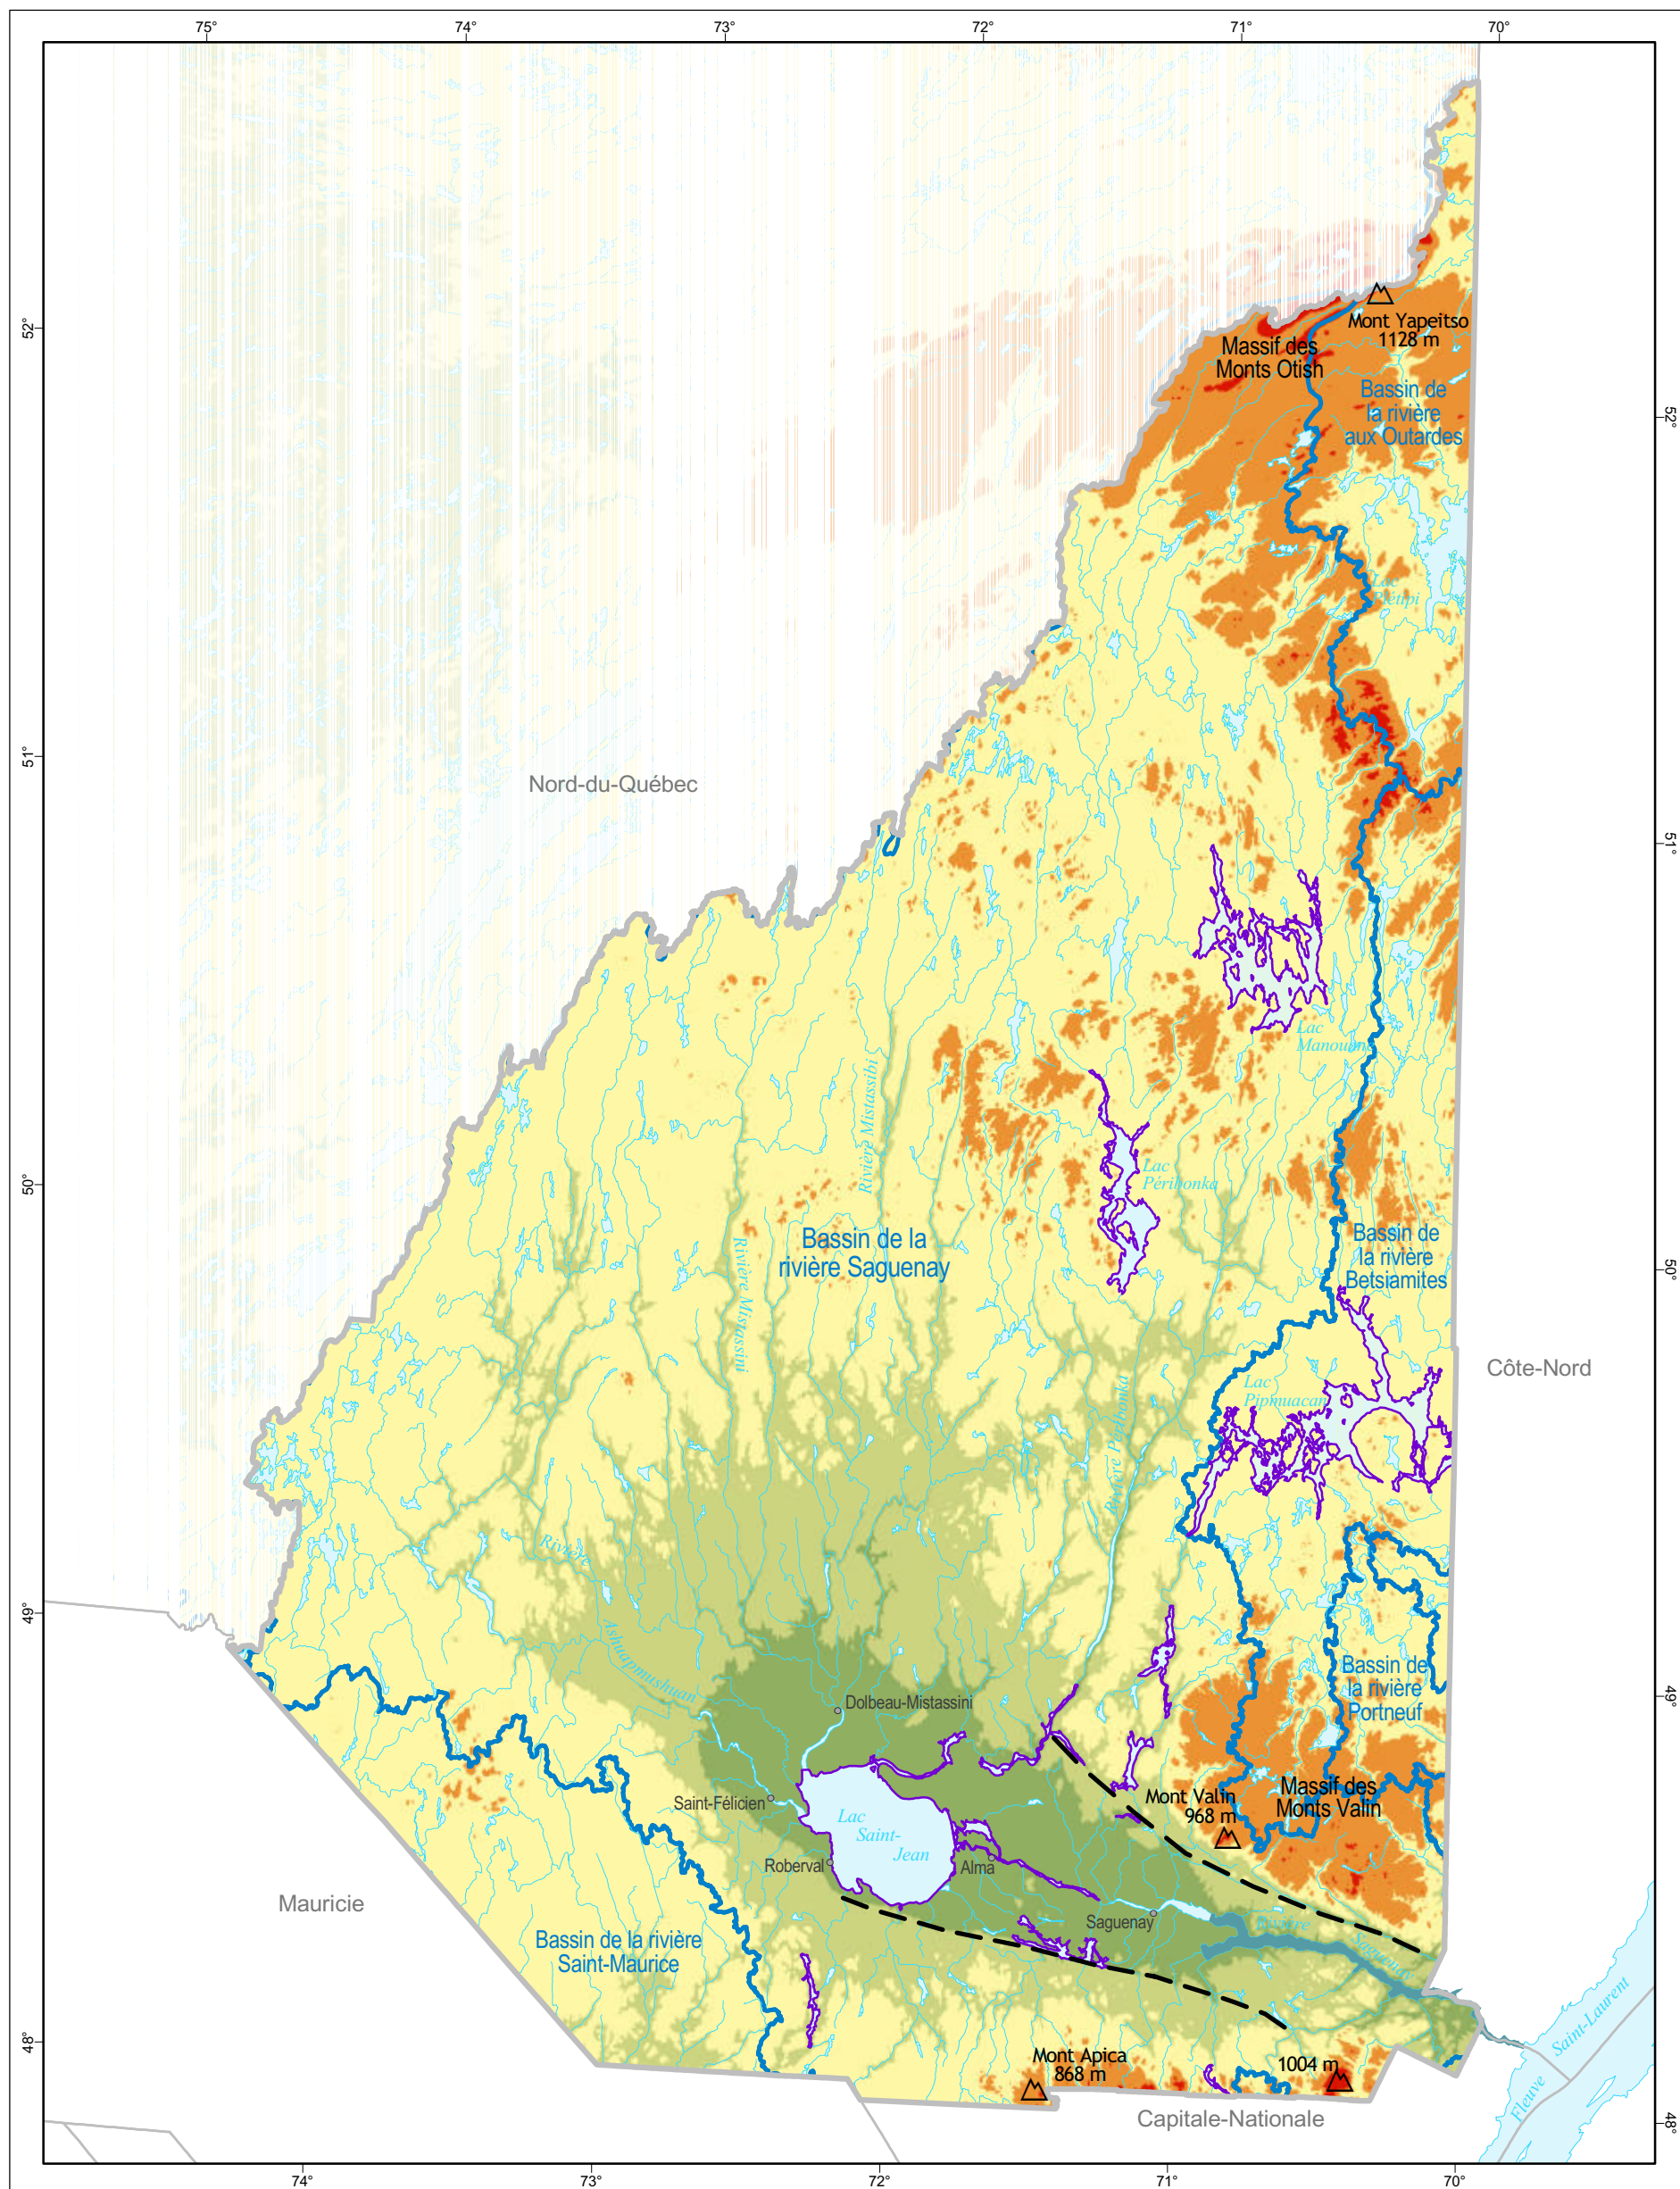 75°
74°
73°
72°
71°
70°
52°
Mont Yapeitso
1128 m
Massif des
Monts Otish
Bassin de
la rivière
aux Outardes
52°
Lac
Plétipi
51°
Nord-du-Québec
51°
Lac
Manouane
Rivière Mistassibi
50°
Lac
Péribonka
Bassin de la
rivière Saguenay
Rivière Mistassini
Bassin de
la rivière
Betsiamites
50°
Côte-Nord
Lac
Pipmuacan
Rivière Péribonka
Rivière
Ashuapmushuan
49°
Bassin de
la rivière
Portneuf
49°
Dolbeau-Mistassini
Massif des
Monts Valin
Mont Valin
968 m
Saint-Félicien
Lac
Saint-
Jean
Roberval
Alma
Mauricie
Saguenay
Rivière
Saguenay
Bassin de la rivière
Saint-Maurice
48°
Mont Apica
868 m
1004 m
Capitale-Nationale
Fleuve
Saint-Laurent
48°
74°
73°
72°
71°
70°